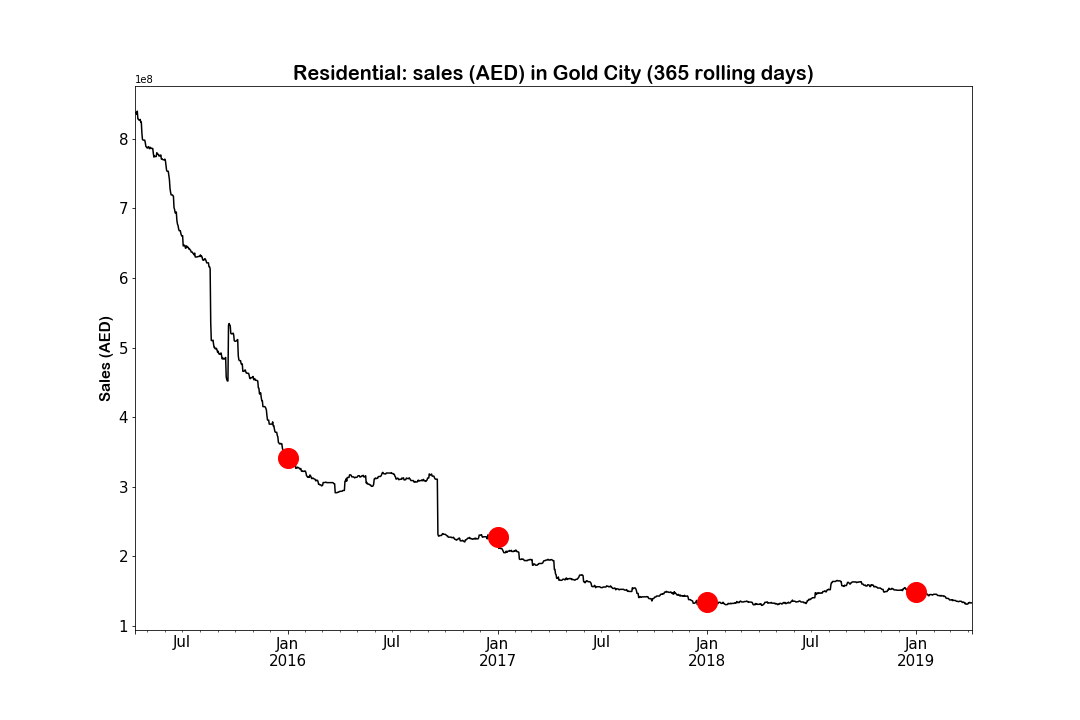 Residential: sales (AED) in Gold City (365 rolling days)
1e8
8
7
6
5
4
3
2
1
Sales (AED)
Jul
Jan
2016
Jul
Jan
2017
Jul
Jan
2018
Jul
Jan
2019